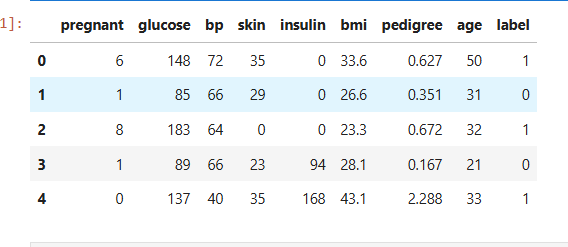 1]:
pregnant glucose bp skin insulin bmi pedigree age label
0 6 148 72 35 0 33.6 0.627 50 1
1 1 85 66 29 0 26.6 0.351 31 0
2 8 183 64 0 0 23.3 0.672 32 1
3 1 89 66 23 94 28.1 0.167 21 0
4 0 137 40 35 168 43.1 2.288 33 1